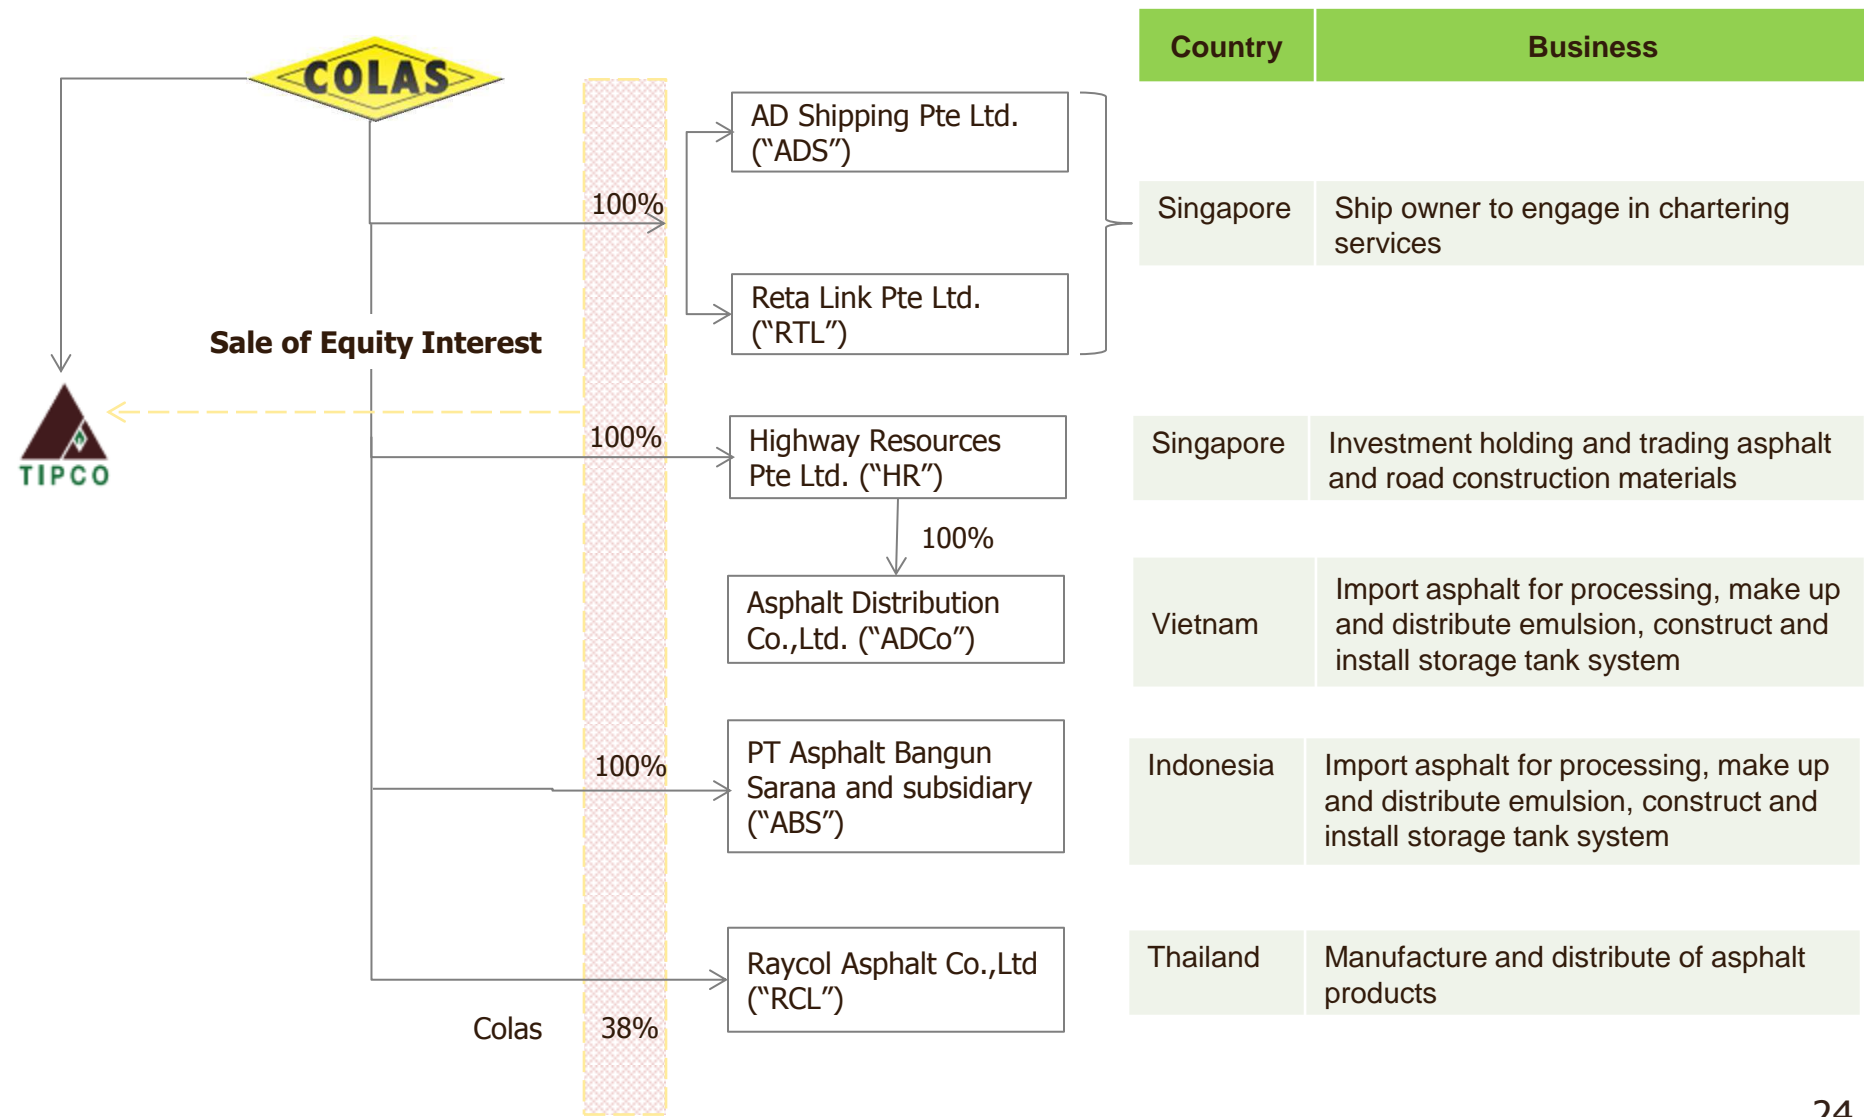 COLAS
Country
Business
AD Shipping Pte Ltd.
(“ADS”)
100%
Singapore
Ship owner to engage in chartering
services
Reta Link Pte Ltd.
(“RTL”)
Sale of Equity Interest
TIPCO
100%
Highway Resources
Pte Ltd. (“HR”)
Singapore
Investment holding and trading asphalt
and road construction materials
100%
Asphalt Distribution
Co.,Ltd. (“ADCo”)
Vietnam
Import asphalt for processing, make up
and distribute emulsion, construct and
install storage tank system
100%
PT Asphalt Bangun
Sarana and subsidiary
(“ABS”)
Indonesia
Import asphalt for processing, make up
and distribute emulsion, construct and
install storage tank system
Raycol Asphalt Co.,Ltd
(“RCL”)
Thailand
Manufacture and distribute of asphalt
products
Colas
38%
24